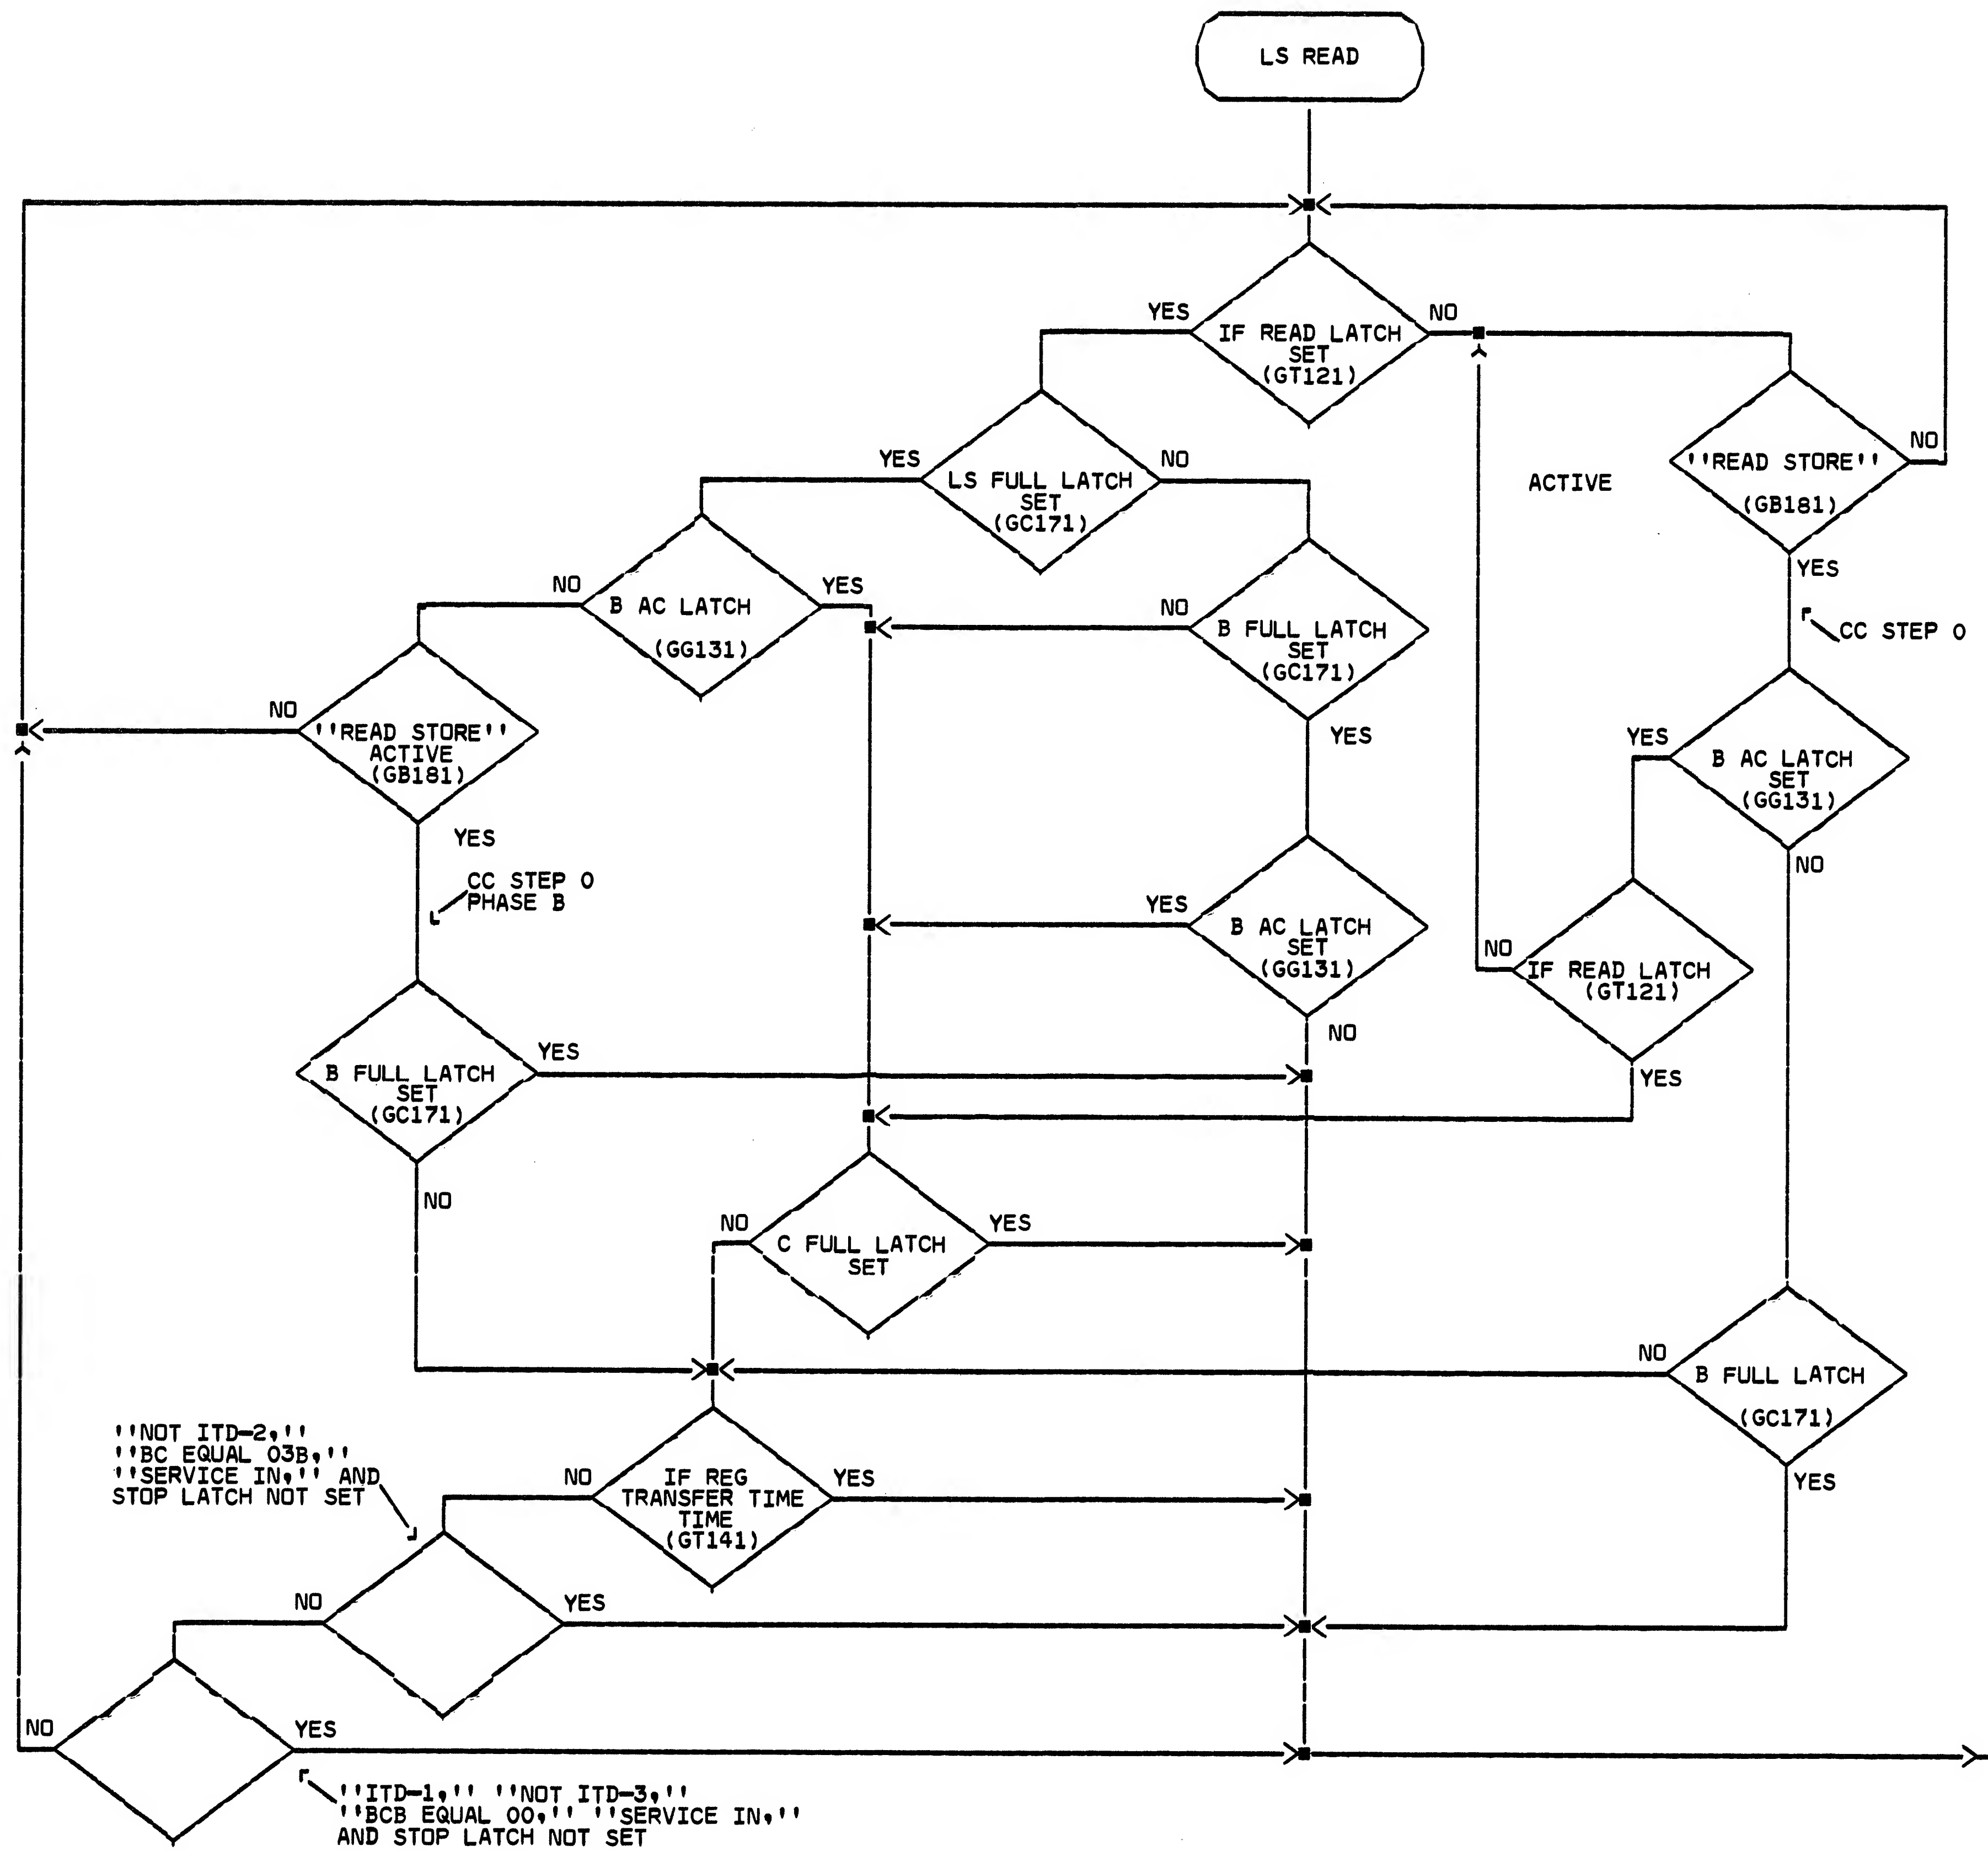 LS READ
YES
NO
IF READ LATCH
SET
(GT121)
YES
NO
LS FULL LATCH
SET
(GC171)
ACTIVE
''READ STORE''
(GB181)
NO
YES
CC STEP 0
NO
YES
B AC LATCH
(GG131)
NO
B FULL LATCH
SET
(GC171)
YES
NO
''READ STORE''
ACTIVE
(GB181)
YES
CC STEP 0
PHASE B
YES
B AC LATCH
SET
(GG131)
NO
YES
B AC LATCH
SET
(GG131)
NO
NO
IF READ LATCH
(GT121)
YES
B FULL LATCH
SET
(GC171)
YES
NO
NO
YES
C FULL LATCH
SET
NO
B FULL LATCH
(GC171)
YES
''NOT ITD-2,''
''BC EQUAL 03B,''
''SERVICE IN,'' AND
STOP LATCH NOT SET
NO
YES
IF REG
TRANSFER TIME
TIME
(GT141)
NO
YES
NO
YES
''ITD-1,'' ''NOT ITD-3,''
''BCB EQUAL 00,'' ''SERVICE IN,''
AND STOP LATCH NOT SET